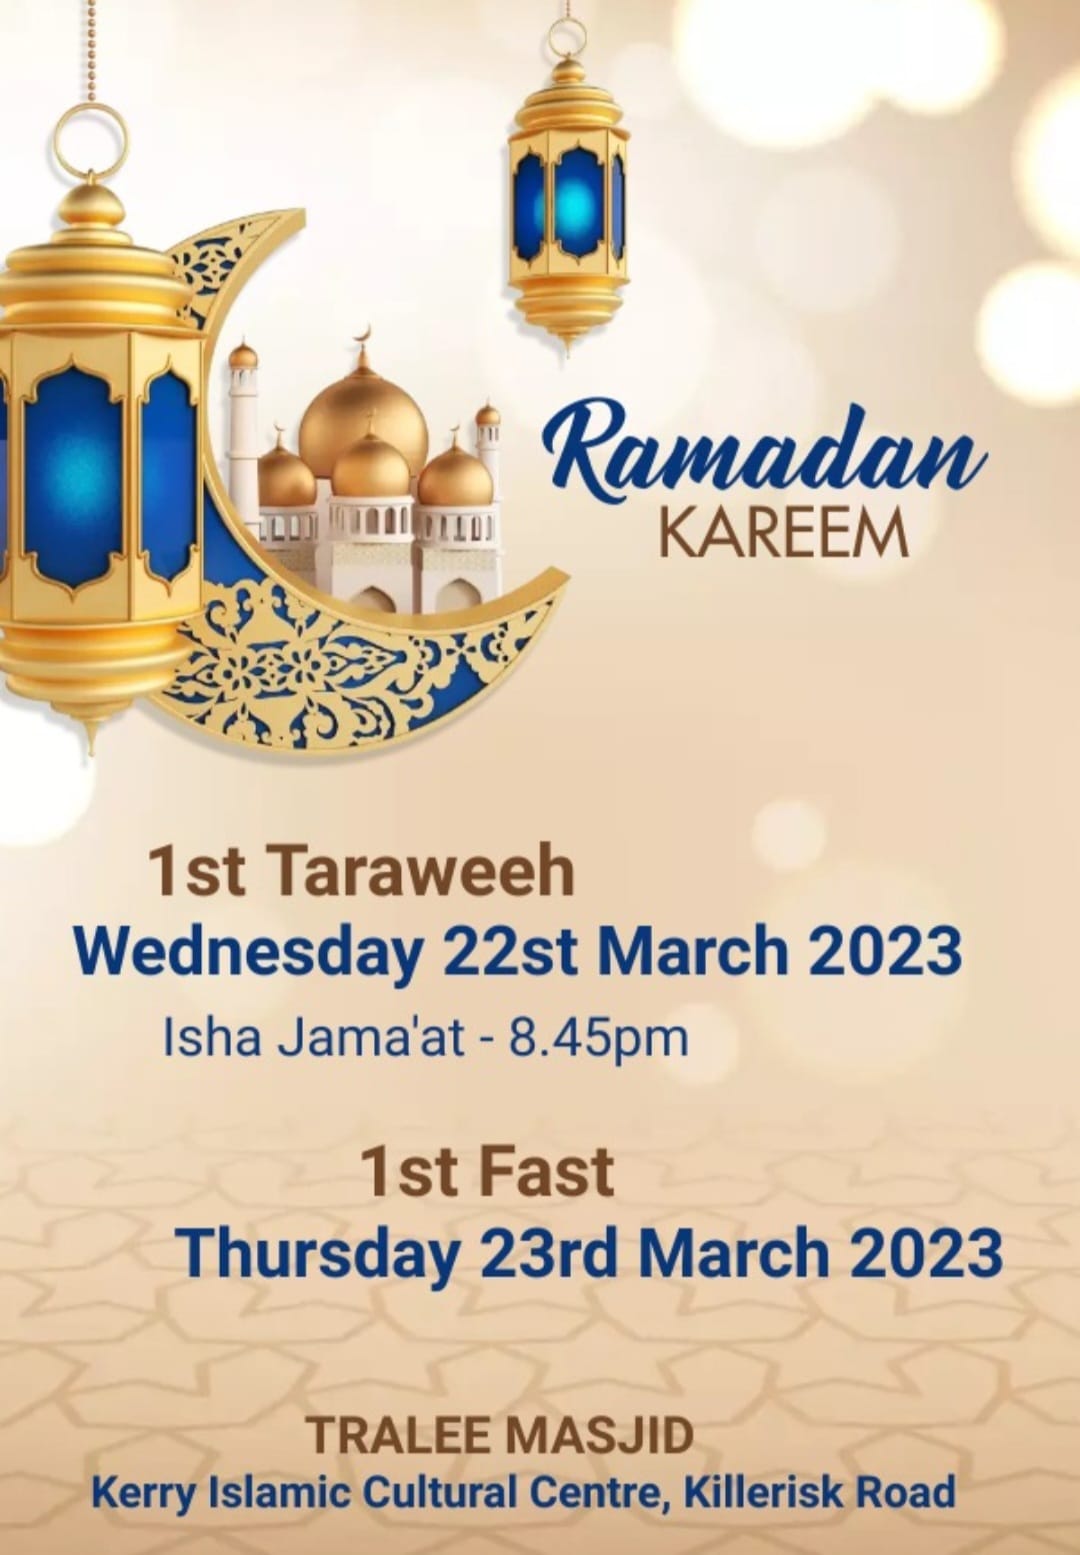 Ramadan
KAREEM
1st Taraweeh
Wednesday 22st March 2023
Isha Jama'at - 8.45pm
1st Fast
Thursday 23rd March 2023
TRALEE MASJID
Kerry Islamic Cultural Centre, Killerisk Road